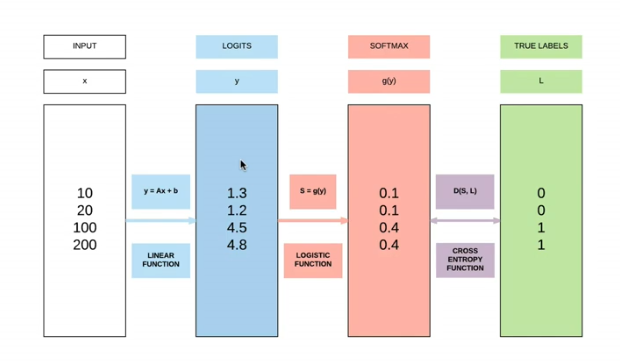 INPUT
LOGITS
SOFTMAX
TRUE LABELS
x
y
g(y)
L
10
20
100
200
y = Ax + b
LINEAR
FUNCTION
1.3
1.2
4.5
4.8
S = g(y)
LOGISTIC
FUNCTION
0.1
0.1
0.4
0.4
D(S, L)
CROSS
ENTROPY
FUNCTION
0
0
1
1